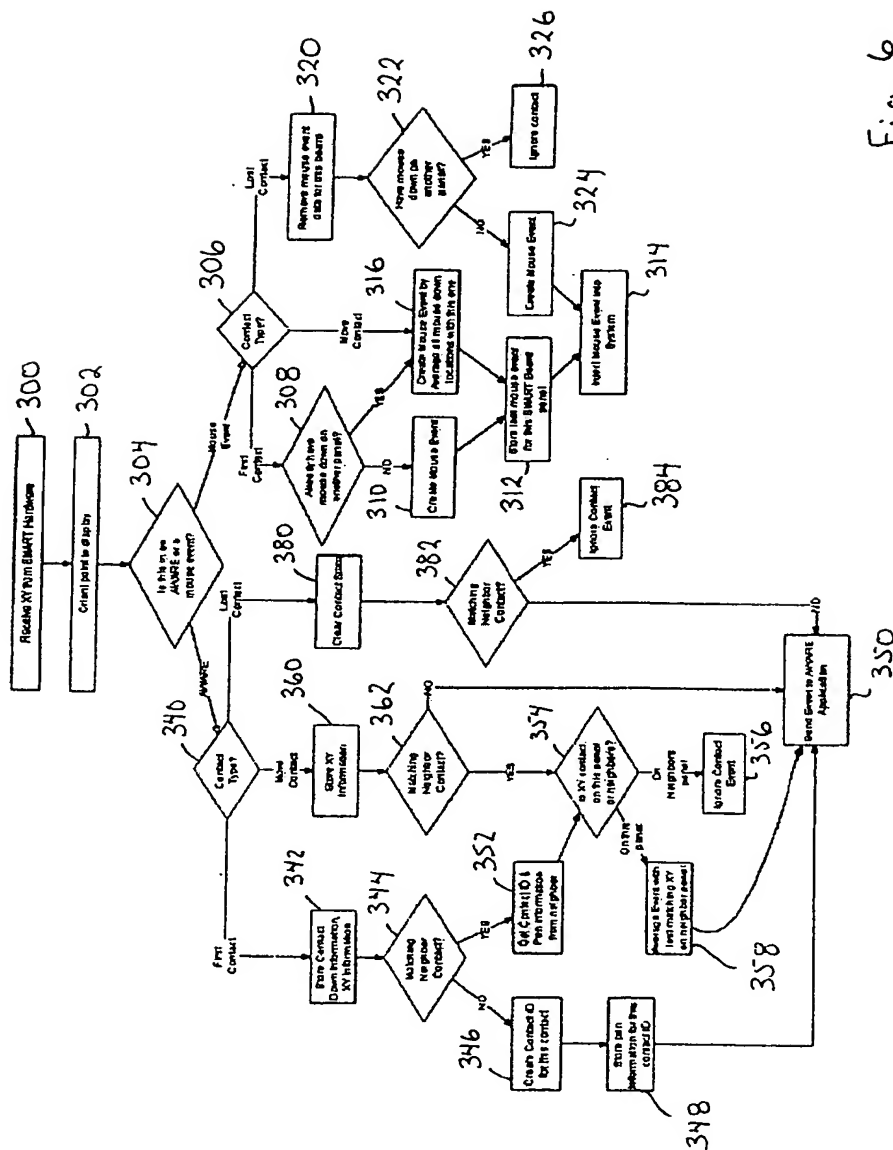 300
Receive XY from SMART Hardware
302
Orient point to display
304
Is this an
AWARE or a
mouse event?
AWARE
Mouse
Event
306
Contact
Type?
First
Contact
Move
Contact
Lost
Contact
308
Already have
mouse down on
another panel?
YES
NO
310
Create Mouse Event
316
Create Mouse Event by
Average all mouse down
locations with this one
312
Store last mouse event
for this SMART Board
panel
314
Inject Mouse Event into
System
320
Remove mouse event
data for this board
322
Have mouse
down on
another
panel?
YES
NO
324
Create Mouse Event
326
Ignore contact
340
Contact
Type?
First
Contact
Move
Contact
Lost
Contact
342
Store Contact
Down Information,
XY Information
344
Matching
Neighbor
Contact?
YES
NO
346
Create Contact ID
for this contact
348
Store pen
information for this
contact ID
352
Get Contact ID &
Pen information
from neighbor
360
Store XY
Information
362
Matching
Neighbor
Contact?
NO
YES
354
Is XY contact
on this panel
or neighbors?
On this
panel
On
Neighbors
panel
356
Ignore Contact
Event
358
Average Event with
last matching XY
on neighbor panel
380
382
Matching
Neighbor
Contact?
YES
NO
384
Ignore Contact
Event
350
Send Event to AWARE
Application
Fig. 6